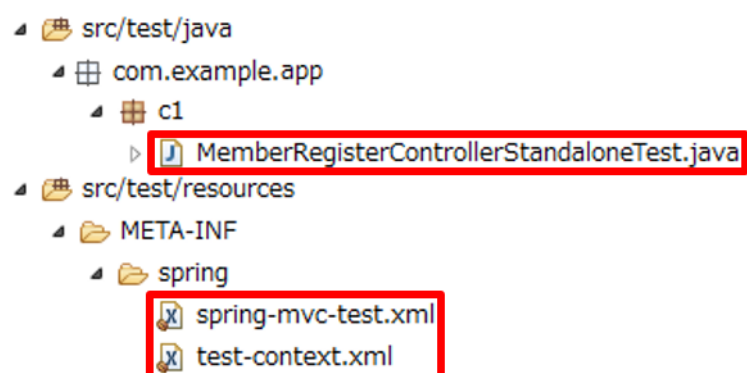 src/test/java
com.example.app
c1
MemberRegisterControllerStandaloneTest.java
src/test/resources
META-INF
spring
spring-mvc-test.xml
test-context.xml